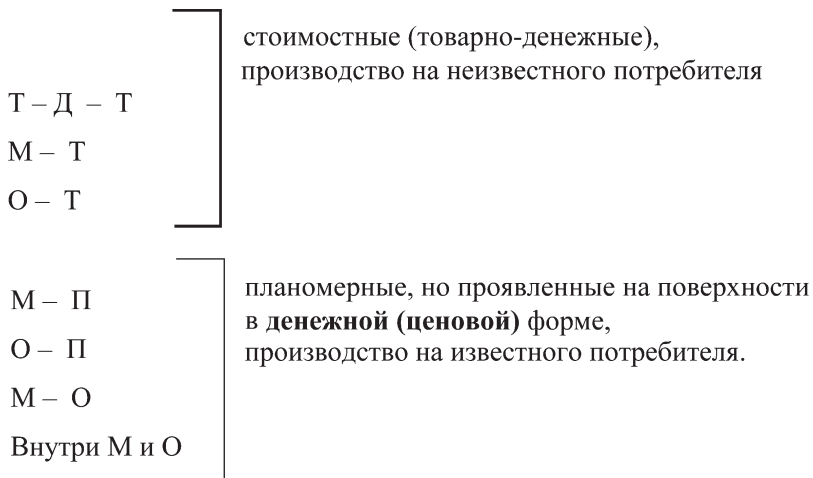 стоимостные (товарно-денежные),
производство на неизвестного потребителя
Т – Д – Т
М – Т
О – Т
М – П
планомерные, но проявленные на поверхности
в денежной (ценовой) форме,
О – П
производство на известного потребителя.
М – О
Внутри М и О